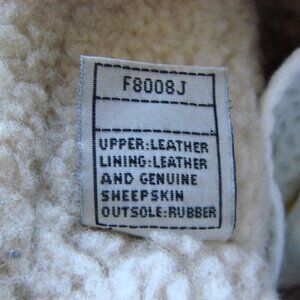 F8008J
UPPER:LEATHER
LINING:LEATHER
AND GENUINE
SHEEPSKIN
OUTSOLE:RUBBER